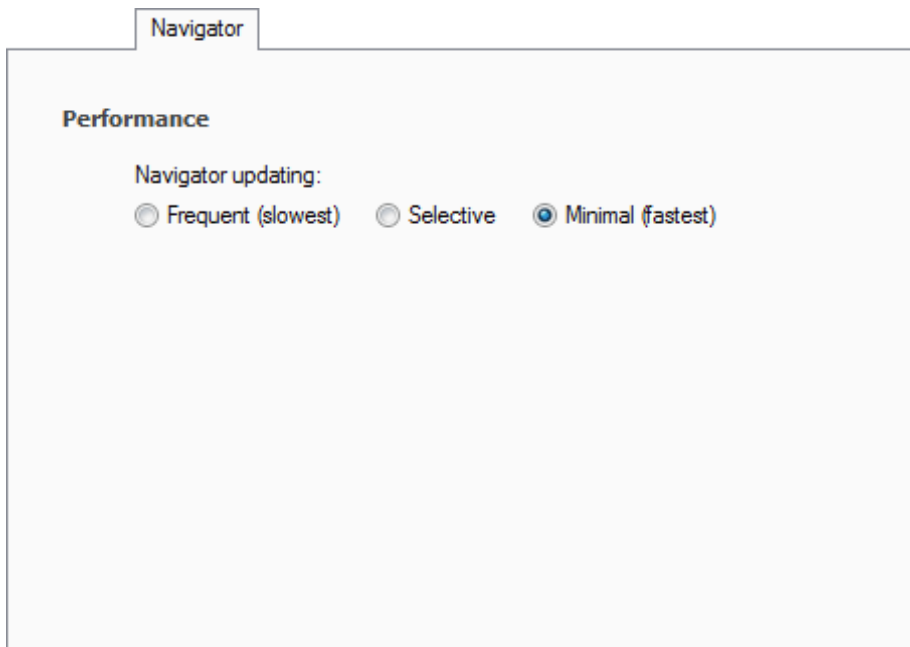 Navigator
Performance
Navigator updating:
Frequent (slowest) Selective Minimal (fastest)